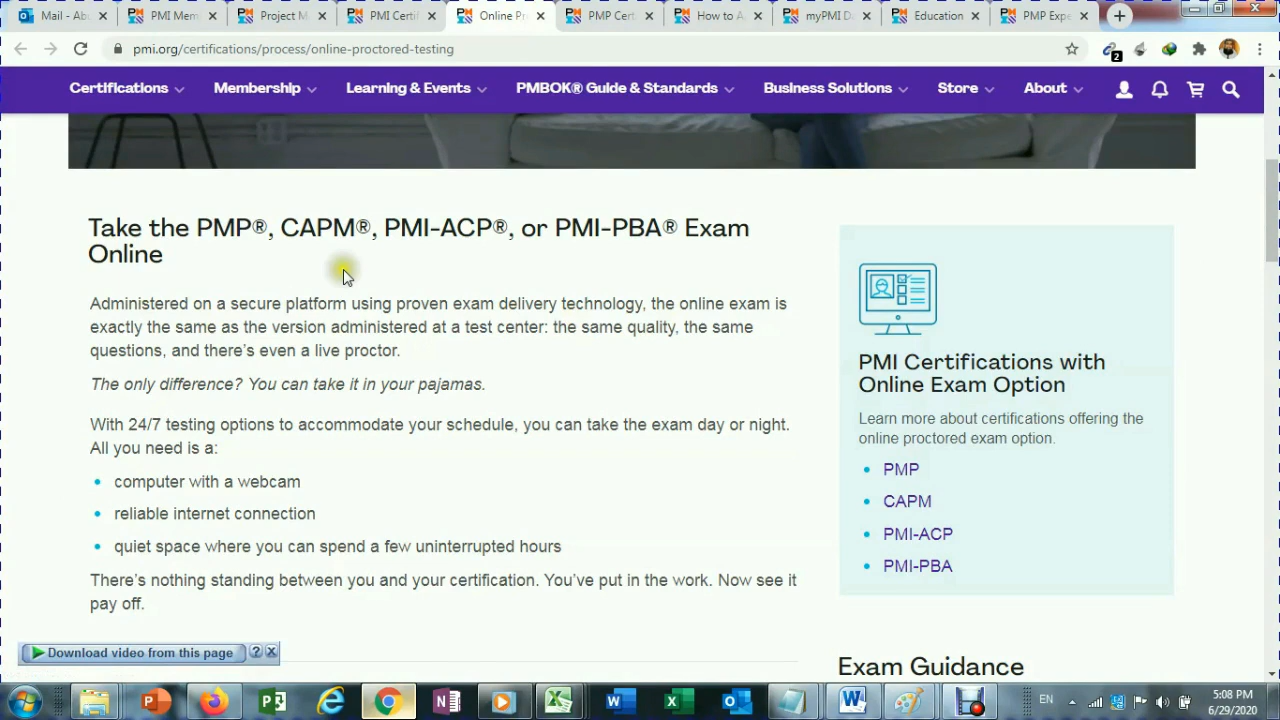 Mail - Ab
PMI Mem
Project M
PMI Certif
Online Pr
PMP Cert
How to A
myPMI D
Education
PMP Expe
pmi.org/certifications/process/online-proctored-testing
2
Certifications
Membership
Learning & Events
PMBOK® Guide & Standards
Business Solutions
Store
About
Take the PMP®, CAPM®, PMI-ACP®, or PMI-PBA® Exam
Online
Administered on a secure platform using proven exam delivery technology, the online exam is
exactly the same as the version administered at a test center: the same quality, the same
questions, and there's even a live proctor.
The only difference? You can take it in your pajamas.
With 24/7 testing options to accommodate your schedule, you can take the exam day or night.
All you need is a:
computer with a webcam
reliable internet connection
quiet space where you can spend a few uninterrupted hours
There's nothing standing between you and your certification. You've put in the work. Now see it
pay off.
PMI Certifications with
Online Exam Option
Learn more about certifications offering the
online proctored exam option.
PMP
CAPM
PMI-ACP
PMI-PBA
Exam Guidance
Download video from this page
?
EN
5:08 PM
6/29/2020